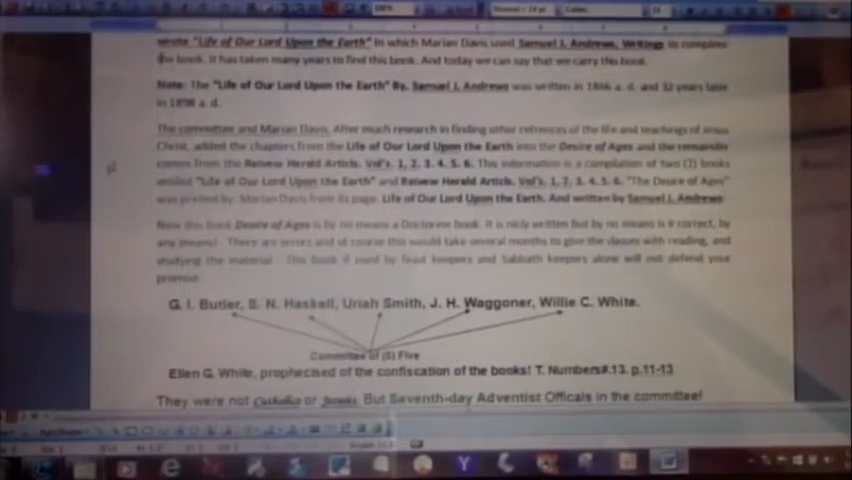 wrote "Life of Our Lord Upon the Earth" in which Marian Davis used Samuel J. Andrews, Writings to complete
the book. It has taken many years to find this book. And today we can say that we carry this book.
Note: The "Life of Our Lord Upon the Earth" By, Samuel J. Andrews was written in 1866 a. d. and 32 years later
in 1898 a. d.
The committee and Marian Davis, After much research in finding other refrences of the life and teachings of Jesus
Christ, added the chapters from the Life of Our Lord Upon the Earth into the Desire of Ages and the remainder
comes from the Reivew Herald Articls. Vol's. 1, 2, 3, 4, 5, 6. This information is a compilation of two (2) books
entitled "Life of Our Lord Upon the Earth" and Reivew Herald Articls. Vol's. 1, 2, 3, 4, 5, 6. "The Desire of Ages"
was printed by: Marian Davis from its page. Life of Our Lord Upon the Earth. And written by Samuel J. Andrews
Now this book Desire of Ages is by no means a Doctorine book. It is nicly written but by no means is it correct, by
any means! There are errors and of course this would take several months to give the classes with reading, and
studying the material. This book if used by feast keepers and Sabbath keepers alone will not defend your
premise.
G. I. Butler, S. N. Haskell, Uriah Smith, J. H. Waggoner, Willie C. White.
Committee of (5) Five
Ellen G. White, prophecised of the confiscation of the books! T. Numbers#.13. p.11-13
They were not Catholics or Jesuits. But Seventh-day Adventist Officals in the committee!